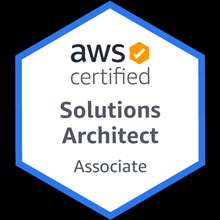 aws
certified
Solutions
Architect
Associate